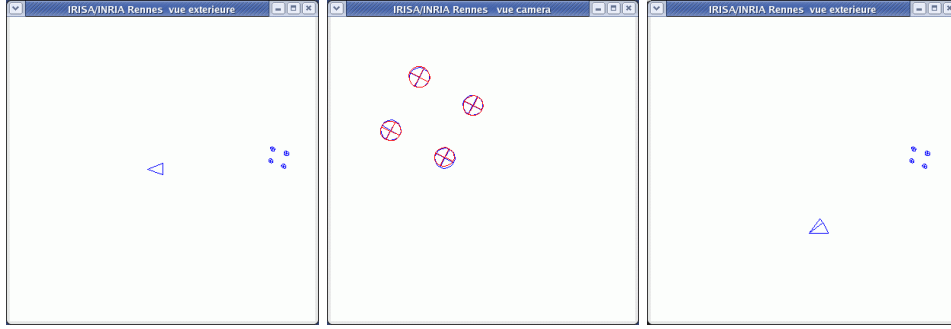 IRISA/INRIA Rennes vue exterieure
IRISA/INRIA Rennes vue camera
IRISA/INRIA Rennes vue exterieure